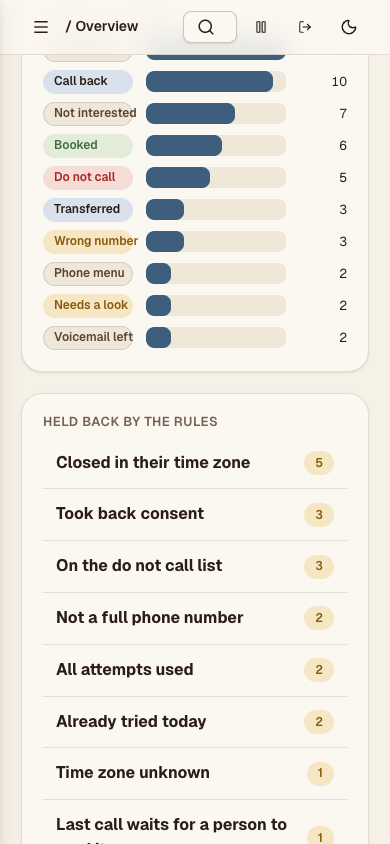 / Overview
Call back 10
Not interested 7
Booked 6
Do not call 5
Transferred 3
Wrong number 3
Phone menu 2
Needs a look 2
Voicemail left 2
HELD BACK BY THE RULES
Closed in their time zone 5
Took back consent 3
On the do not call list 3
Not a full phone number 2
All attempts used 2
Already tried today 2
Time zone unknown 1
Last call waits for a person to 1